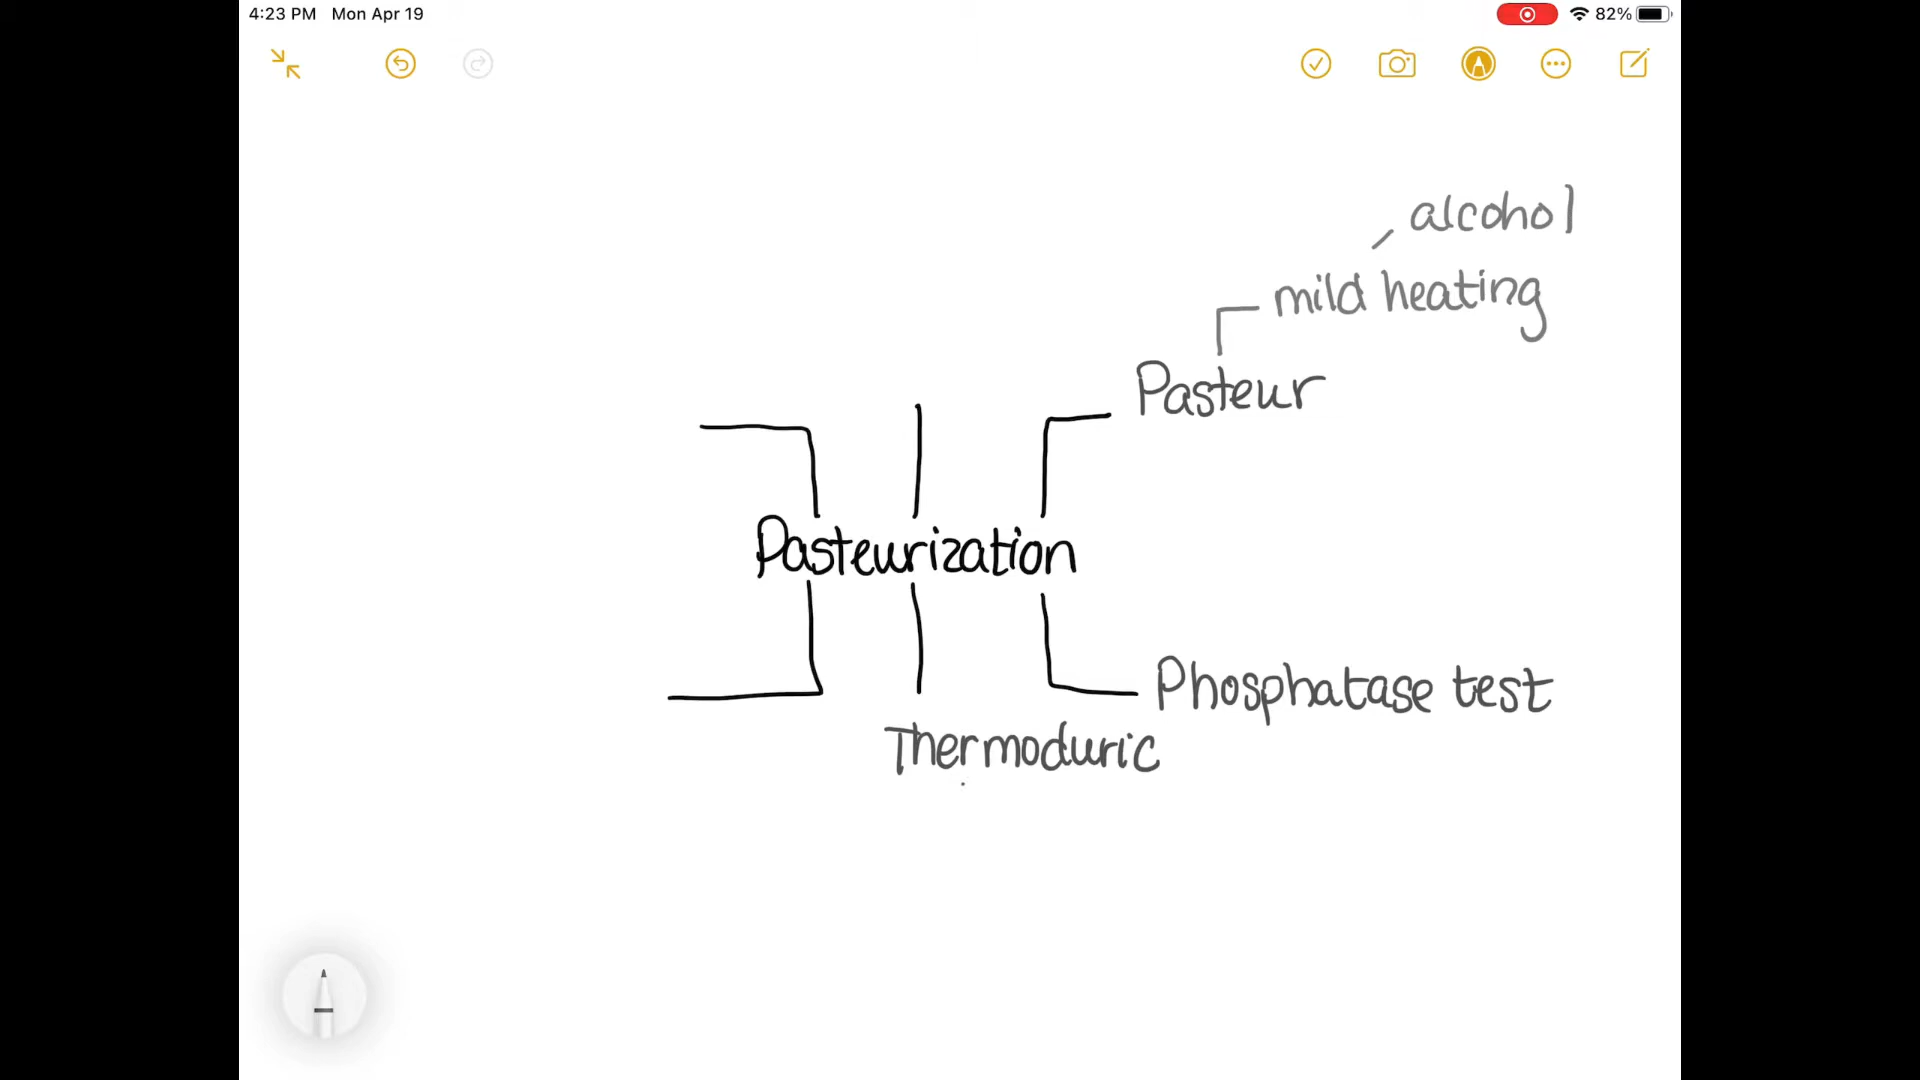 4:23 PM Mon Apr 19
82%
alcohol
mild heating
Pasteur
Pasteurization
Phosphatase test
Thermoduric